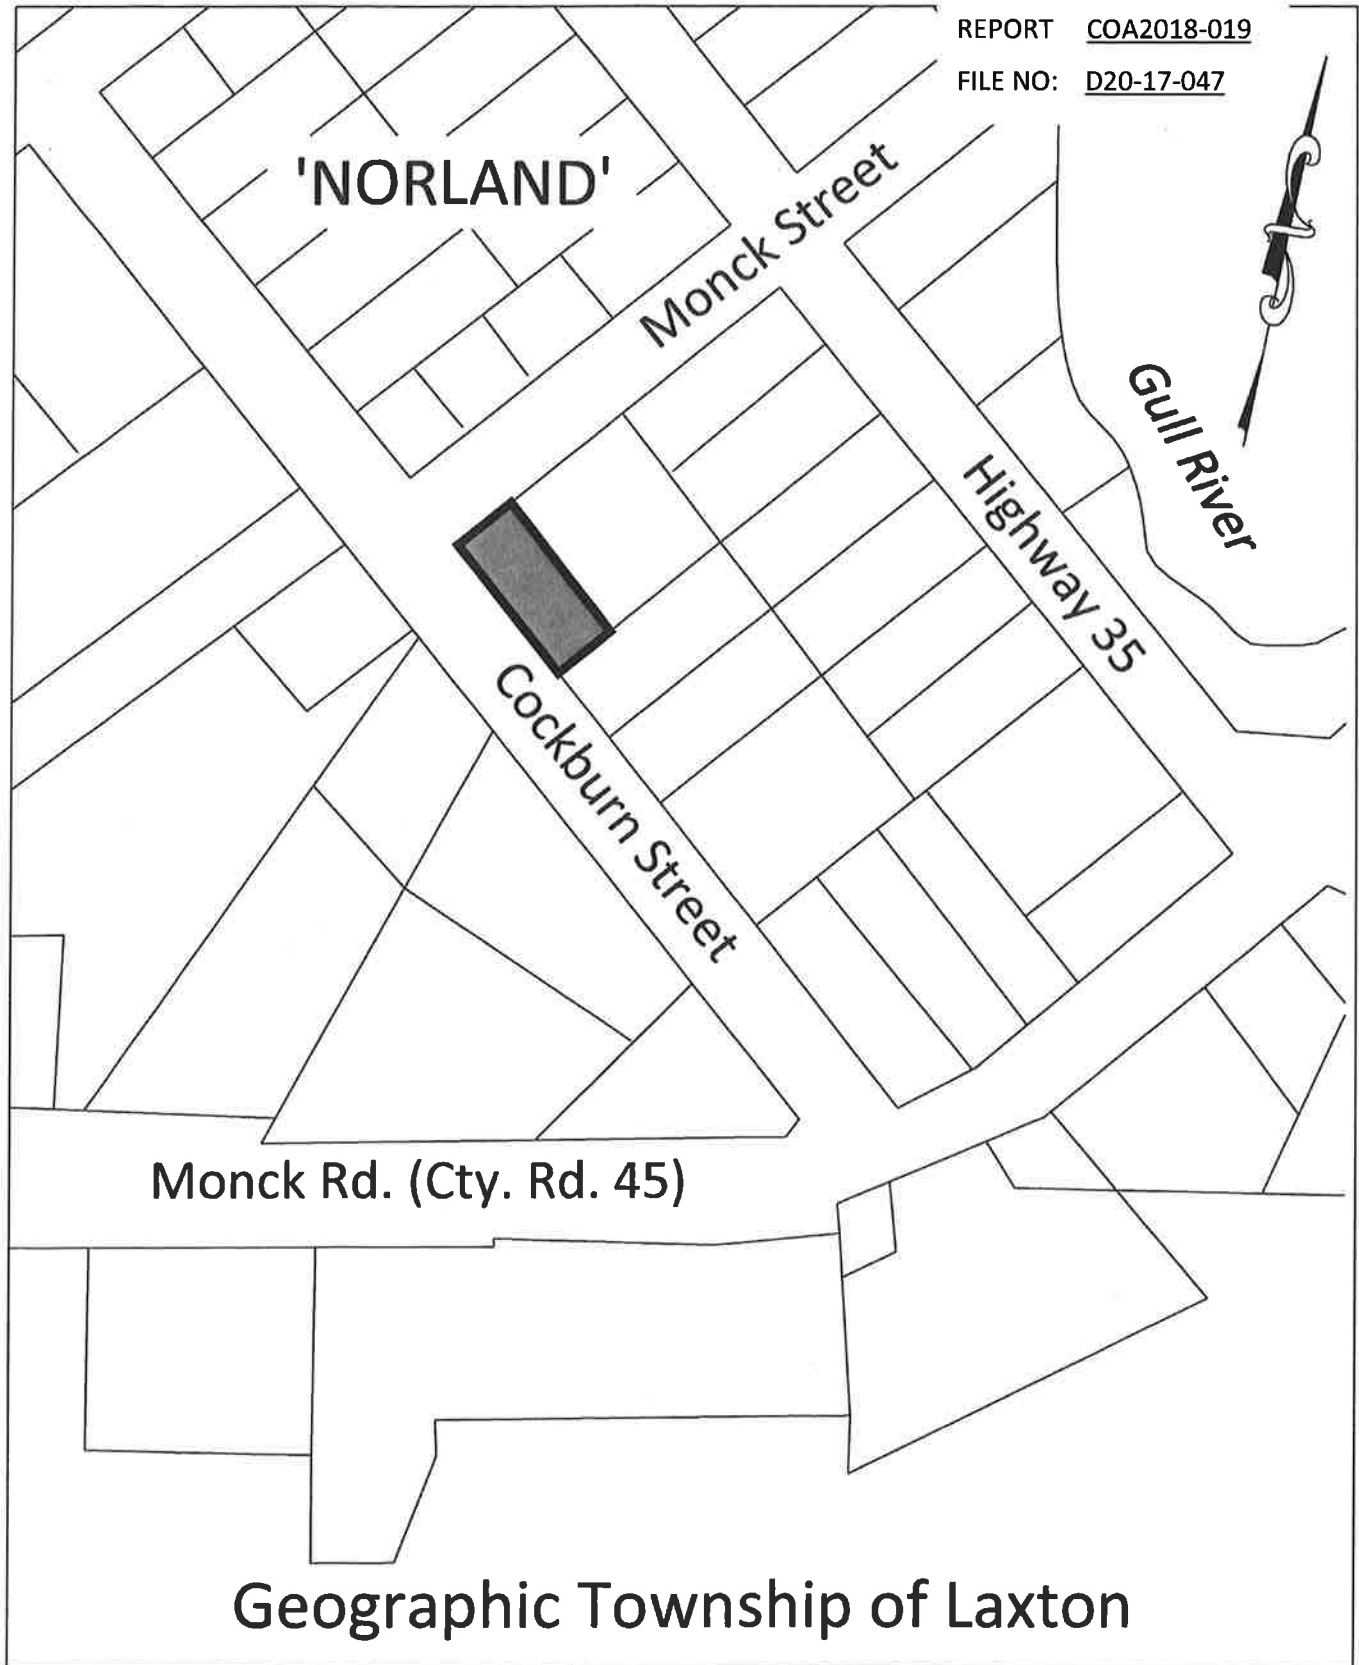 REPORT COA2018-019
FILE NO: D20-17-047
'NORLAND'
Monck Street
Gull River
Highway 35
Cockburn Street
Monck Rd. (Cty. Rd. 45)
Geographic Township of Laxton